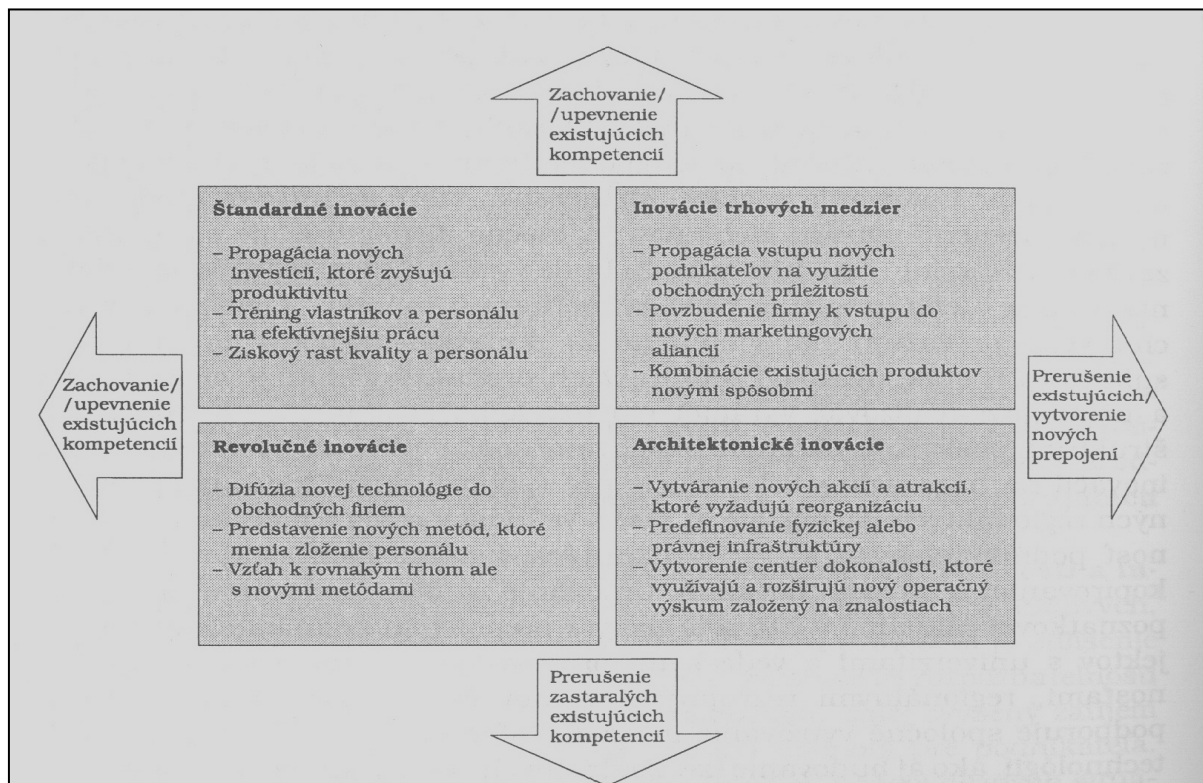 Zachovanie/
/upevnenie
existujúcich
kompetencií
Štandardné inovácie
– Propagácia nových
investícií, ktoré zvyšujú
produktivitu
– Tréning vlastníkov a personálu
na efektívnejšiu prácu
– Ziskový rast kvality a personálu
Inovácie trhových medzier
– Propagácia vstupu nových
podnikateľov na využitie
obchodných príležitostí
– Povzbudenie firmy k vstupu do
nových marketingových
aliancií
– Kombinácie existujúcich produktov
novými spôsobmi
Zachovanie/
/upevnenie
existujúcich
kompetencií
Prerušenie
existujúcich/
vytvorenie
nových
prepojení
Revolučné inovácie
– Difúzia novej technológie do
obchodných firiem
– Predstavenie nových metód, ktoré
menia zloženie personálu
– Vzťah k rovnakým trhom ale
s novými metódami
Architektonické inovácie
– Vytváranie nových akcií a atrakcií,
ktoré vyžadujú reorganizáciu
– Predefinovanie fyzickej alebo
právnej infraštruktúry
– Vytvorenie centier dokonalosti, ktoré
využívajú a rozširujú nový operačný
výskum založený na znalostiach
Prerušenie
zastaralých
existujúcich
kompetencií